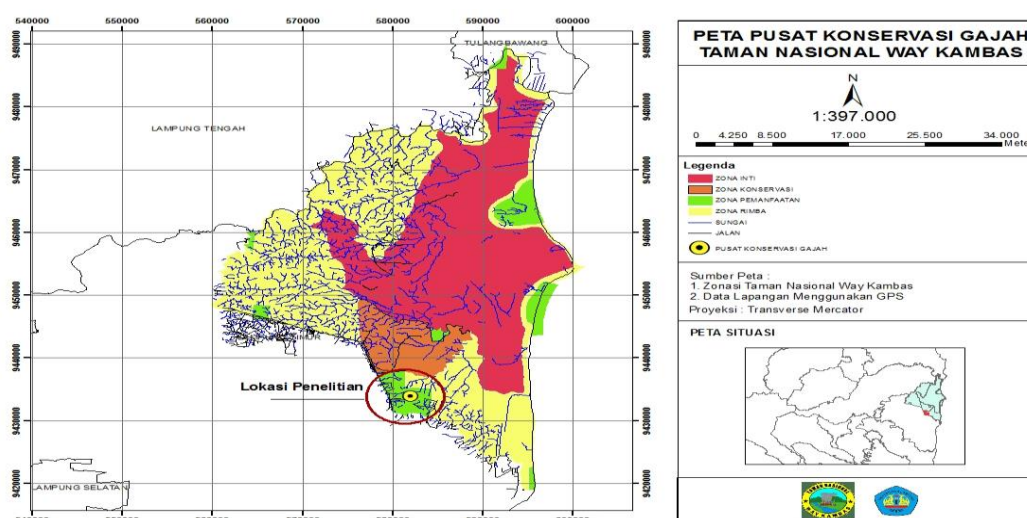 540000 550000 560000 570000 580000 590000 600000
9490000
9480000
9470000
9460000
9450000
9440000
9430000
9420000
TULANGBAWANG
LAMPUNG TENGAH
Lokasi Penelitian
LAMPUNG SELATAN
PETA PUSAT KONSERVASI GAJAH
TAMAN NASIONAL WAY KAMBAS
N
1:397.000
0 4.250 8.500 17.000 25.500 34.000
Mete
Legenda
ZONA INTI
ZONA KONSERVASI
ZONA PEMANFAATAN
ZONA RIMBA
SUNGAI
JALAN
PUSAT KONSERVASI GAJAH
Sumber Peta :
1. Zonasi Taman Nasional Way Kambas
2. Data Lapangan Menggunakan GPS
Proyeksi : Transverse Mercator
PETA SITUASI